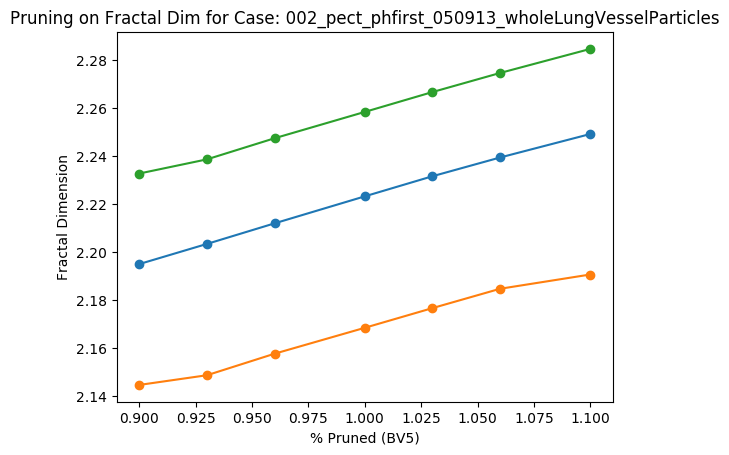 Pruning on Fractal Dim for Case: 002_pect_phfirst_050913_wholeLungVesselParticles
2.28
2.26
2.24
2.22
2.20
2.18
2.16
2.14
Fractal Dimension
0.900 0.925 0.950 0.975 1.000 1.025 1.050 1.075 1.100
% Pruned (BV5)